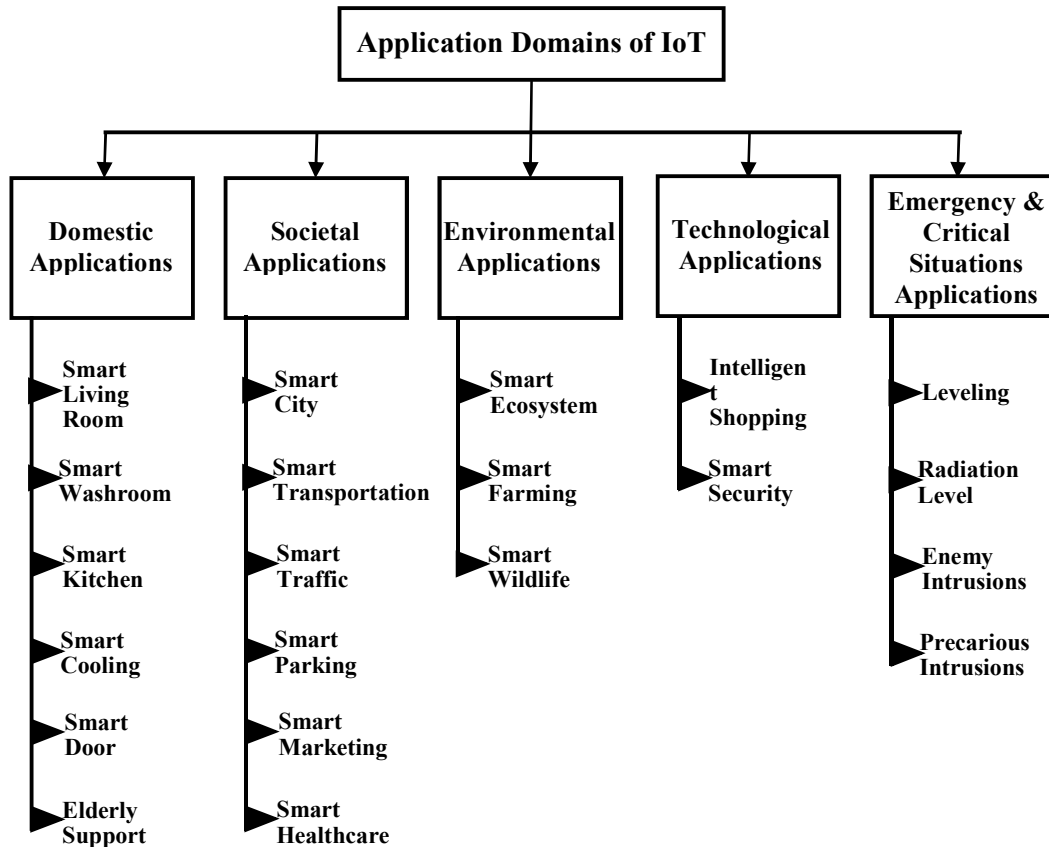 Application Domains of IoT
Domestic
Applications
Societal
Applications
Environmental
Applications
Technological
Applications
Emergency &
Critical
Situations
Applications
Smart
Living
Room
Smart
Washroom
Smart
Kitchen
Smart
Cooling
Smart
Door
Elderly
Support
Smart
City
Smart
Transportation
Smart
Traffic
Smart
Parking
Smart
Marketing
Smart
Healthcare
Smart
Ecosystem
Smart
Farming
Smart
Wildlife
Intelligen
t
Shopping
Smart
Security
Leveling
Radiation
Level
Enemy
Intrusions
Precarious
Intrusions